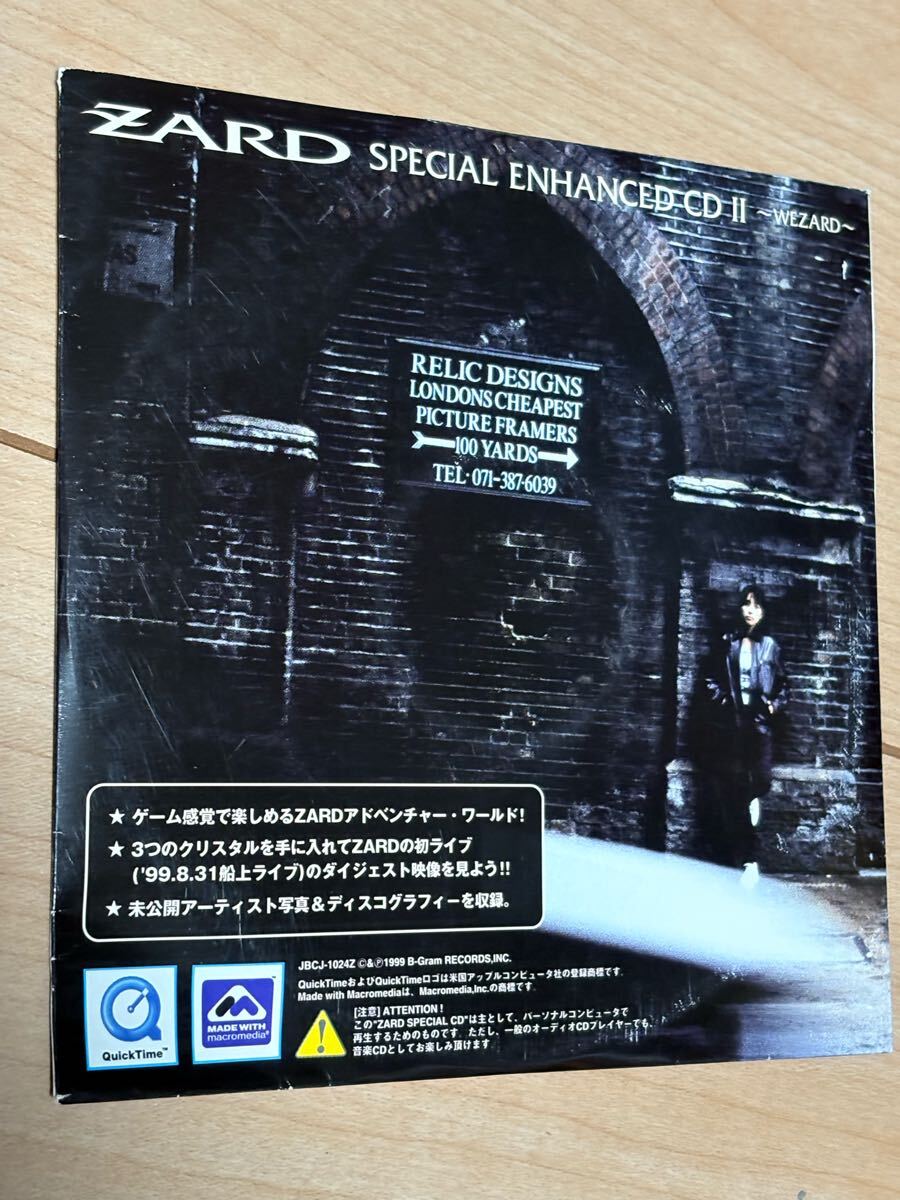 ZARD SPECIAL ENHANCED CD II ～WEZARD～
RELIC DESIGNS
LONDONS CHEAPEST
PICTURE FRAMERS
100 YARDS
TEL·071-387-6039
★ ゲーム感覚で楽しめるZARDアドベンチャー・ワールド!
★ 3つのクリスタルを手に入れてZARDの初ライブ
('99.8.31船上ライブ)のダイジェスト映像を見よう!!
★ 未公開アーティスト写真＆ディスコグラフィーを収録。
JBCJ-1024Z ©&℗1999 B-Gram RECORDS,INC.
QuickTimeおよびQuickTimeロゴは米国アップルコンピュータ社の登録商標です.
Made with Macromediaは、Macromedia,Inc.の商標です.
[注意] ATTENTION!
この"ZARD SPECIAL CD"は主として、パーソナルコンピュータで
再生するためのものです. ただし、一般のオーディオCDプレイヤーでも、
音楽CDとしてお楽しみ頂けます.
QuickTime™
MADE WITH
macromedia®